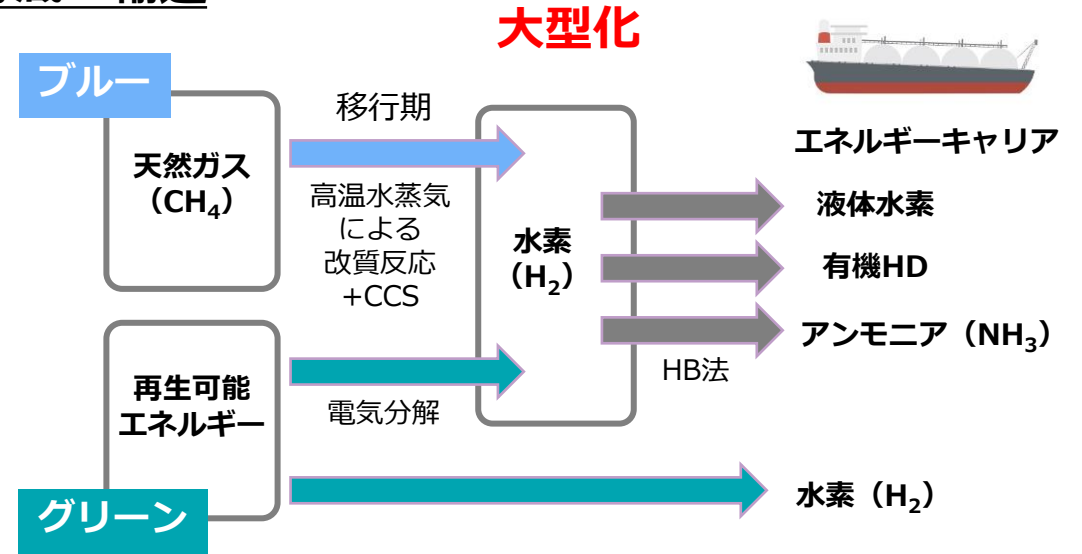 大型化
ブルー
天然ガス
（CH₄）
移行期
高温水蒸気
による
改質反応
+CCS
水素
（H₂）
エネルギーキャリア
液体水素
有機HD
アンモニア（NH₃）
HB法
再生可能
エネルギー
電気分解
グリーン
水素（H₂）